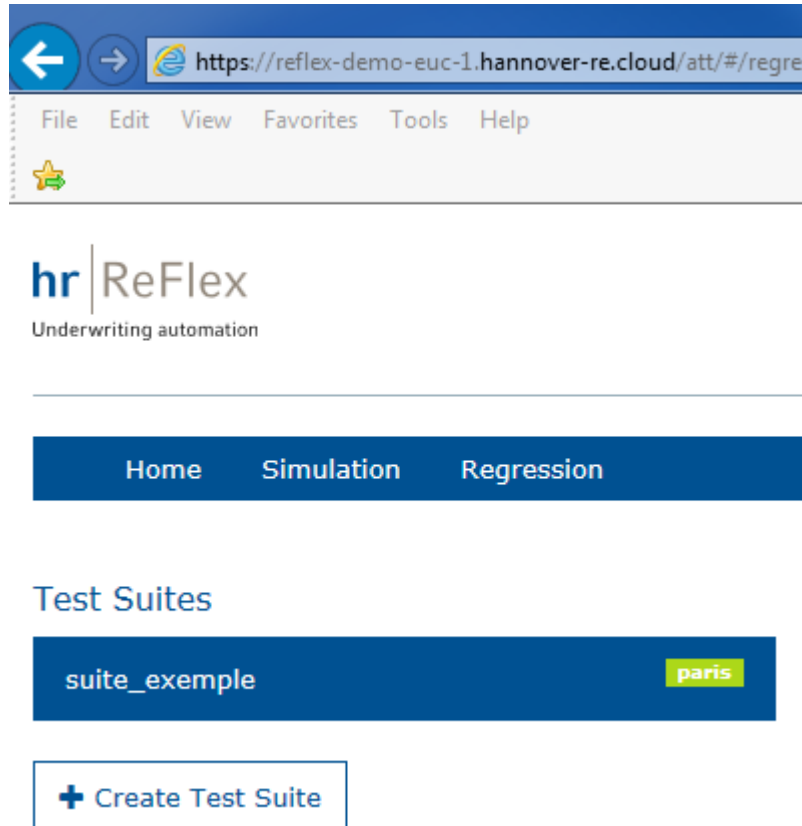 https://reflex-demo-euc-1.hannover-re.cloud/att/#/regre
File Edit View Favorites Tools Help
hr ReFlex
Underwriting automation
Home Simulation Regression
Test Suites
suite_exemple paris
Create Test Suite